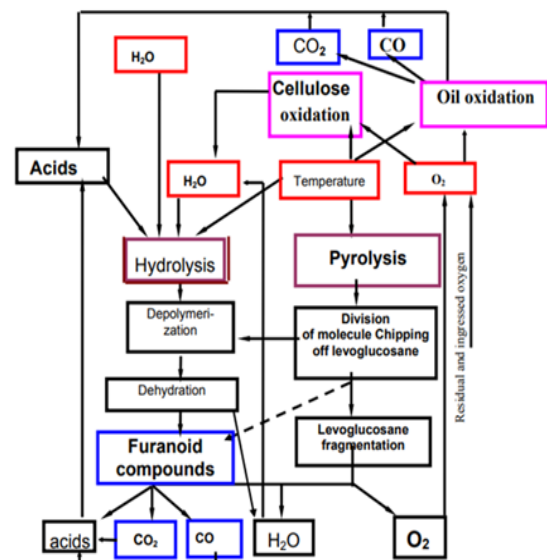 CO₂
CO
H₂O
Cellulose
oxidation
Oil oxidation
Acids
H₂O
Temperature
O₂
Hydrolysis
Pyrolysis
Residual and ingressed oxygen
Depolymeri-
zation
Division
of molecule Chipping
off levoglucosane
Dehydration
Furanoid
compounds
Levoglucosane
fragmentation
acids
CO₂
CO
H₂O
O₂